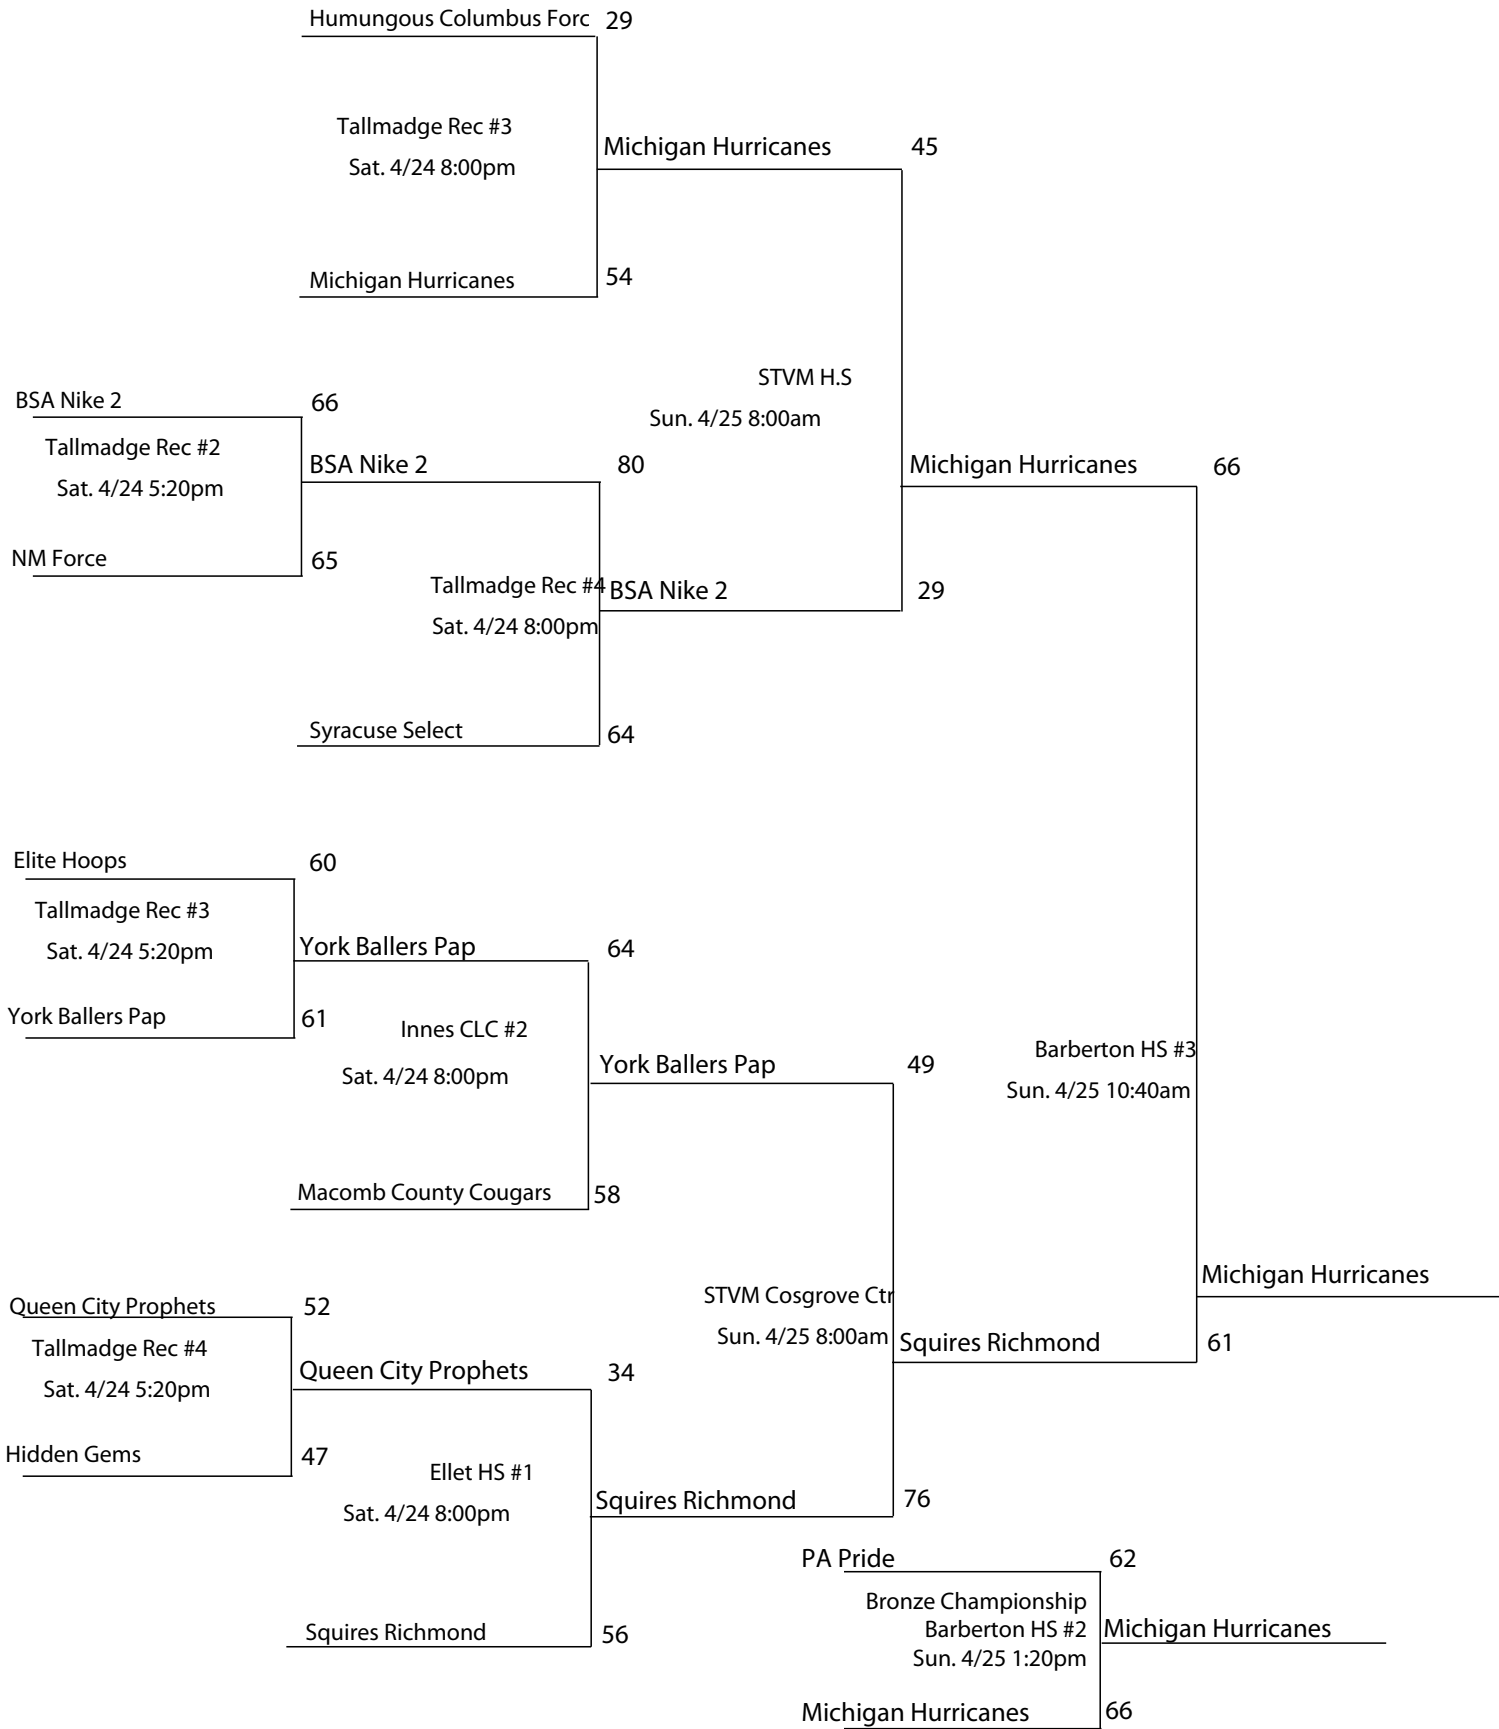 Humungous Columbus Forc 29
Tallmadge Rec #3
Sat. 4/24 8:00pm
Michigan Hurricanes 45
Michigan Hurricanes 54
STVM H.S
Sun. 4/25 8:00am
BSA Nike 2 66
Tallmadge Rec #2
Sat. 4/24 5:20pm
BSA Nike 2 80
Michigan Hurricanes 66
NM Force 65
Tallmadge Rec #4
Sat. 4/24 8:00pm
BSA Nike 2 29
Syracuse Select 64
Elite Hoops 60
Tallmadge Rec #3
Sat. 4/24 5:20pm
York Ballers Pap 64
York Ballers Pap 61
Innes CLC #2
Sat. 4/24 8:00pm
York Ballers Pap 49
Barberton HS #3
Sun. 4/25 10:40am
Macomb County Cougars 58
Michigan Hurricanes
Queen City Prophets 52
Tallmadge Rec #4
Sat. 4/24 5:20pm
STVM Cosgrove Ctr
Sun. 4/25 8:00am
Squires Richmond 61
Queen City Prophets 34
Hidden Gems 47
Ellet HS #1
Sat. 4/24 8:00pm
Squires Richmond 76
Squires Richmond 56
PA Pride 62
Bronze Championship
Barberton HS #2
Sun. 4/25 1:20pm
Michigan Hurricanes
Michigan Hurricanes 66